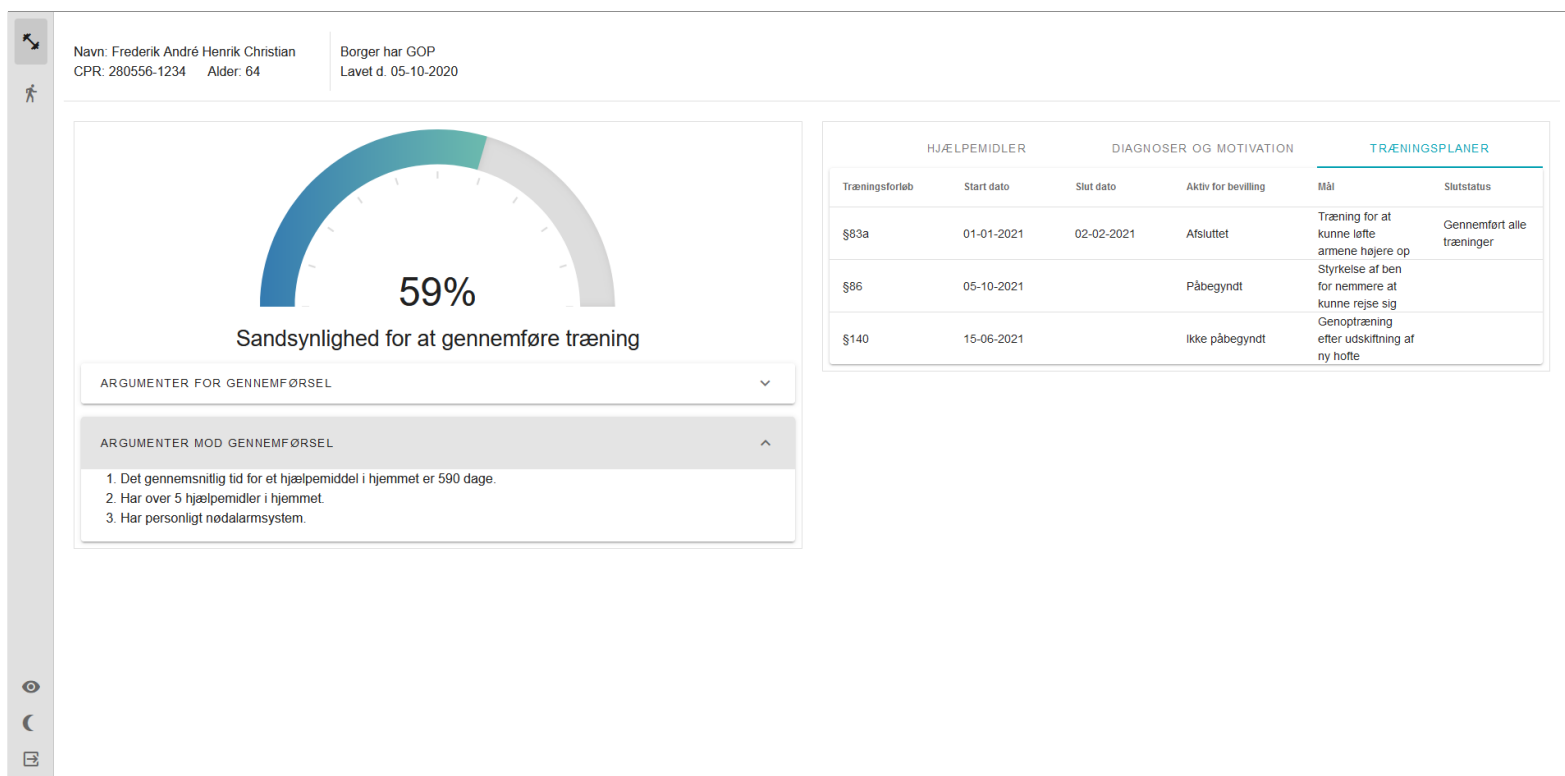 Navn: Frederik André Henrik Christian
CPR: 280556-1234 Alder: 64
Borger har GOP
Lavet d. 05-10-2020
59%
Sandsynlighed for at gennemføre træning
ARGUMENTER FOR GENNEMFØRSEL
ARGUMENTER MOD GENNEMFØRSEL
1. Det gennemsnitlig tid for et hjælpemiddel i hjemmet er 590 dage.
2. Har over 5 hjælpemidler i hjemmet.
3. Har personligt nødalarmsystem.
HJÆLPEMIDLER DIAGNOSER OG MOTIVATION TRÆNINGSPLANER
Træningsforløb Start dato Slut dato Aktiv for bevilling Mål Slutstatus
§83a 01-01-2021 02-02-2021 Afsluttet
Træning for at
kunne løfte
armene højere op
Gennemført alle
træninger
§86 05-10-2021 Påbegyndt
Styrkelse af ben
for nemmere at
kunne rejse sig
§140 15-06-2021 Ikke påbegyndt
Genoptræning
efter udskiftning af
ny hofte